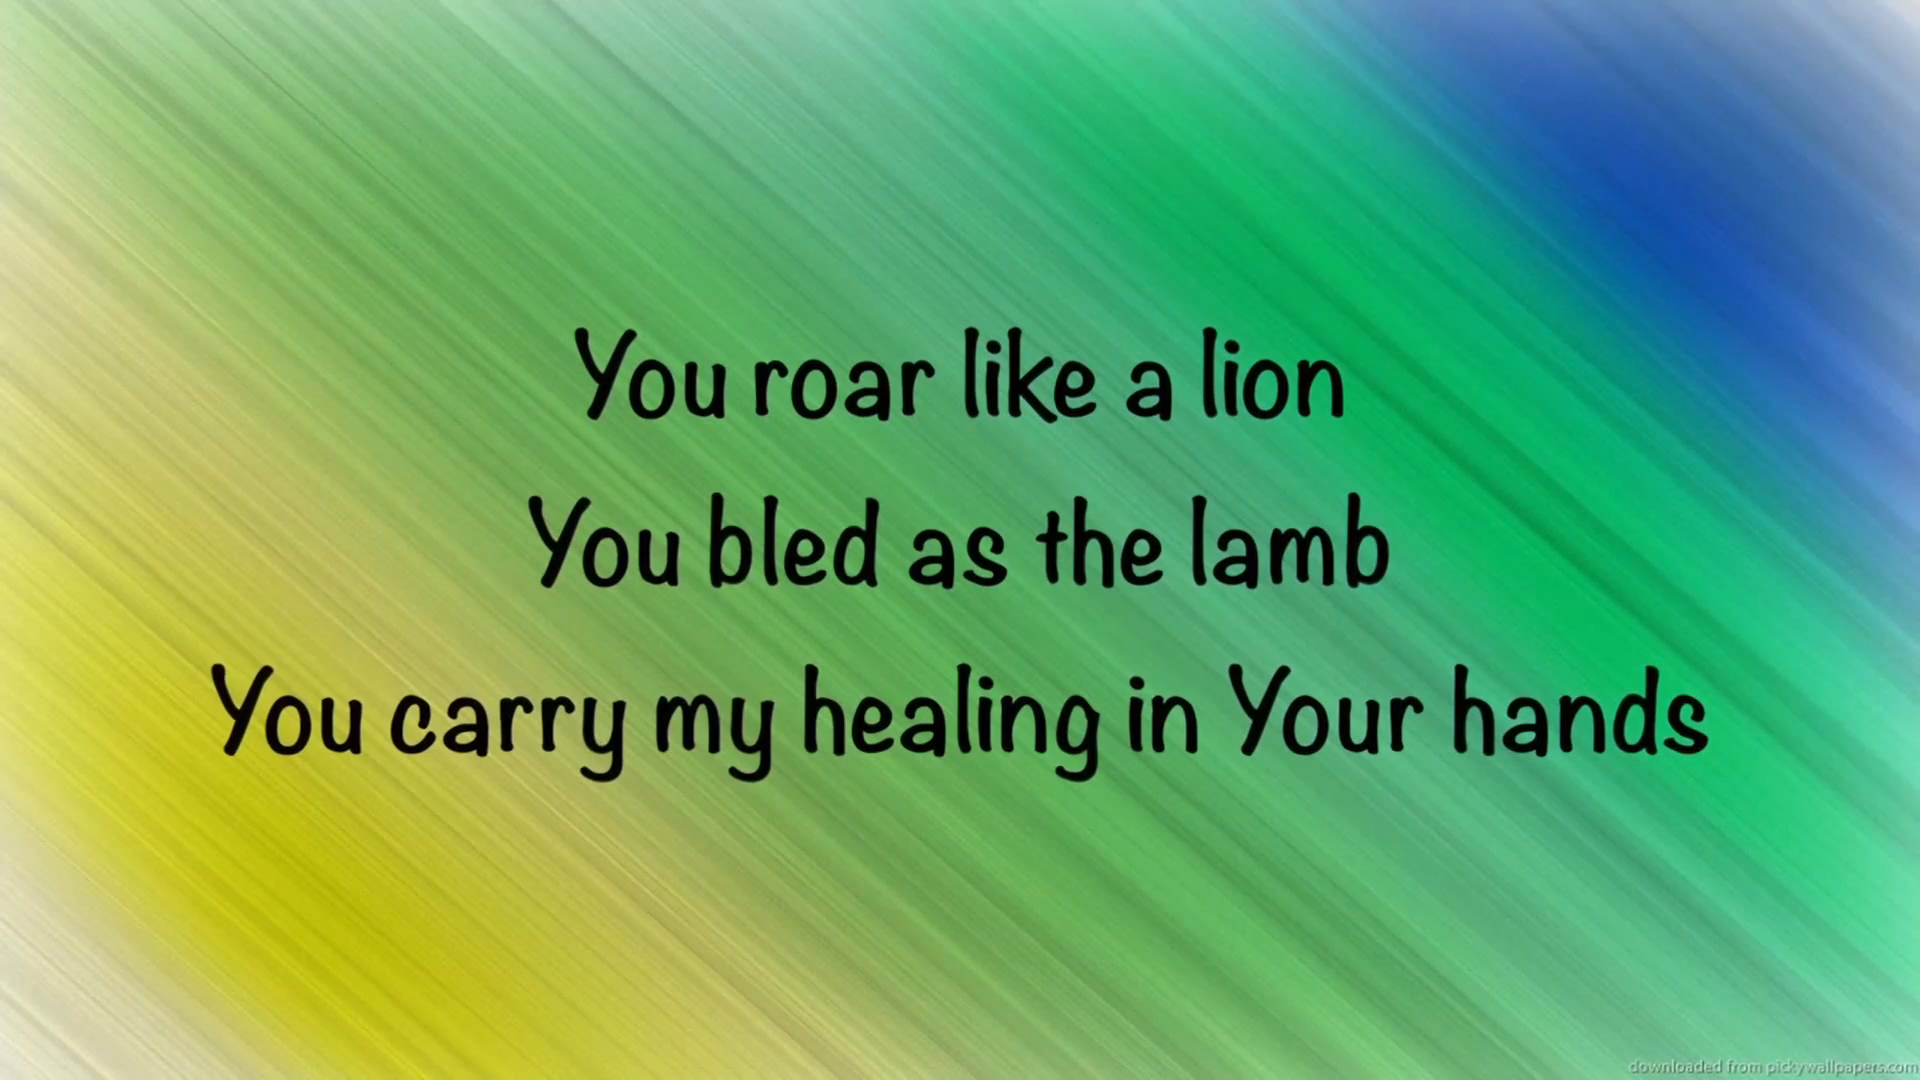 You roar like a lion
You bled as the lamb
You carry my healing in Your hands
downloaded from pickywallpapers.com